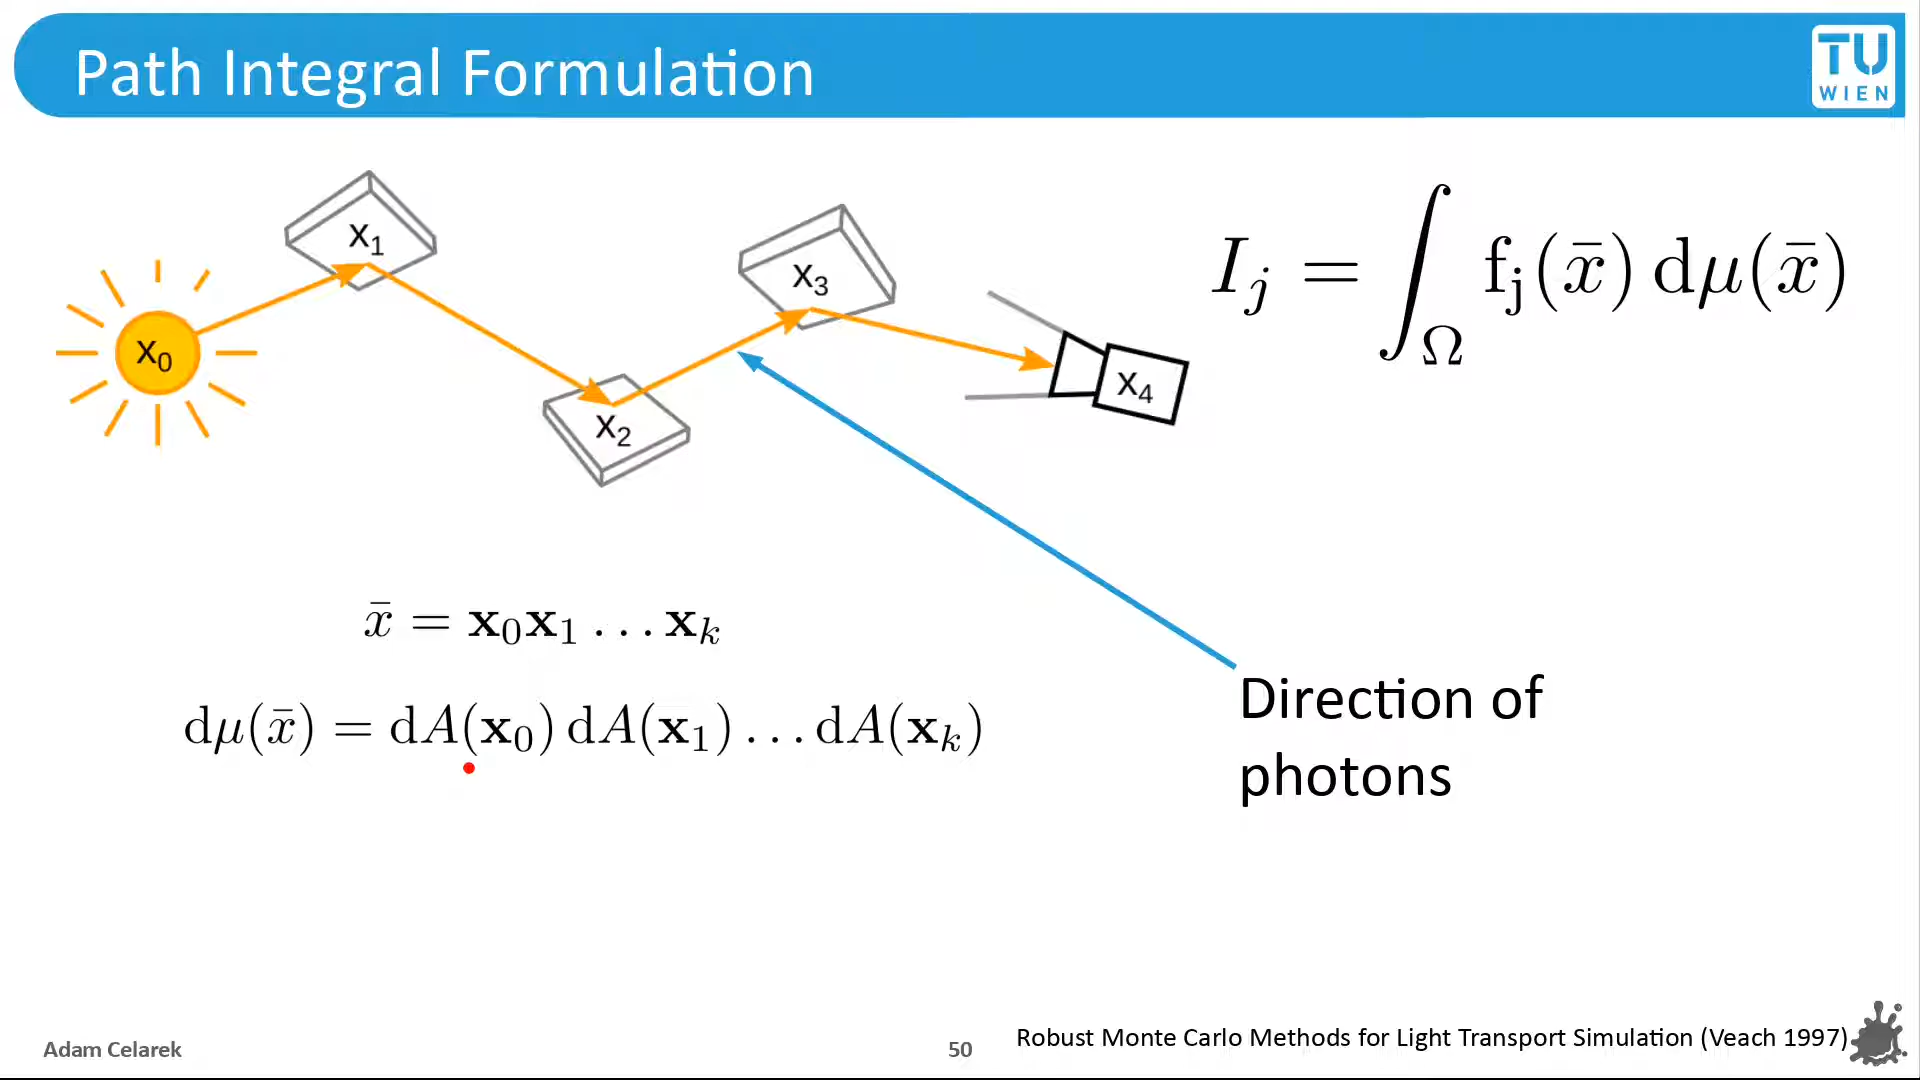 Path Integral Formulation
TU
WIEN
x₀
x₁
x₂
x₃
x₄
I_j = ∫_Ω f_j(x̄) dμ(x̄)
x̄ = x₀x₁ . . . x_k
dμ(x̄) = dA(x₀) dA(x₁) . . . dA(x_k)
Direction of
photons
Adam Celarek
50
Robust Monte Carlo Methods for Light Transport Simulation (Veach 1997)